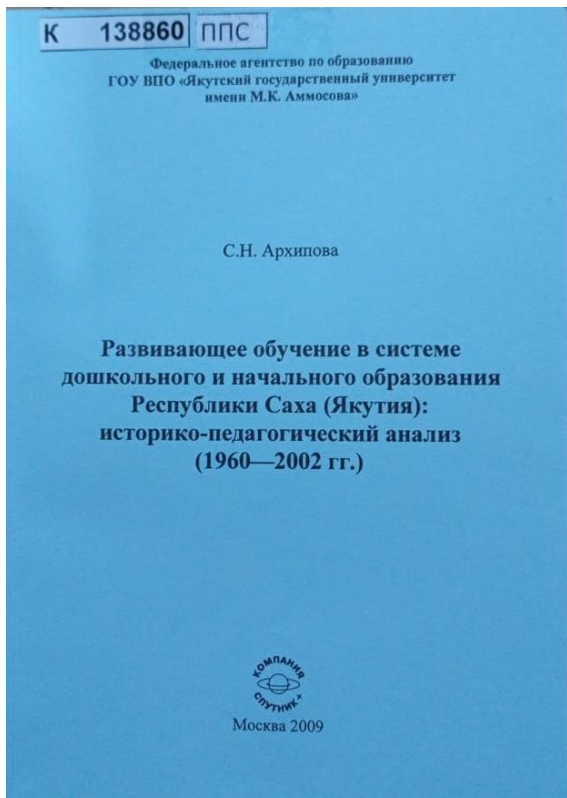 К 138860 ППС
Федеральное агентство по образованию
ГОУ ВПО «Якутский государственный университет
имени М.К. Аммосова»
С.Н. Архипова
Развивающее обучение в системе
дошкольного и начального образования
Республики Саха (Якутия):
историко-педагогический анализ
(1960—2002 гг.)
КОМПАНИЯ
СПУТНИК+
Москва 2009